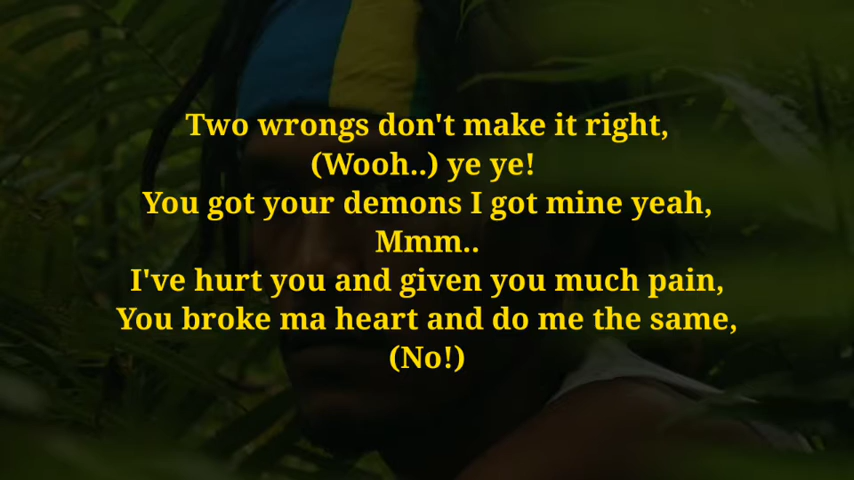 Two wrongs don't make it right,
(Wooh..) ye ye!
You got your demons I got mine yeah,
Mmm..
I've hurt you and given you much pain,
You broke ma heart and do me the same,
(No!)